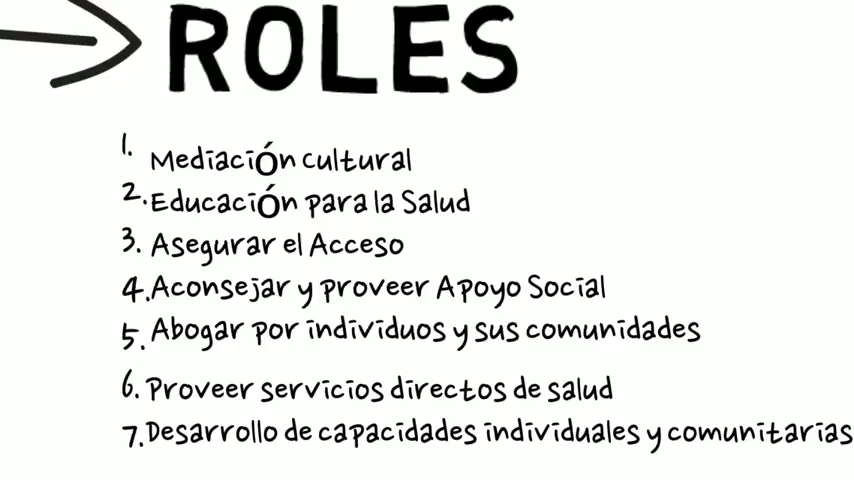 ROLES
1. Mediación cultural
2. Educación para la Salud
3. Asegurar el Acceso
4. Aconsejar y proveer Apoyo Social
5. Abogar por individuos y sus comunidades
6. Proveer servicios directos de salud
7. Desarrollo de capacidades individuales y comunitarias